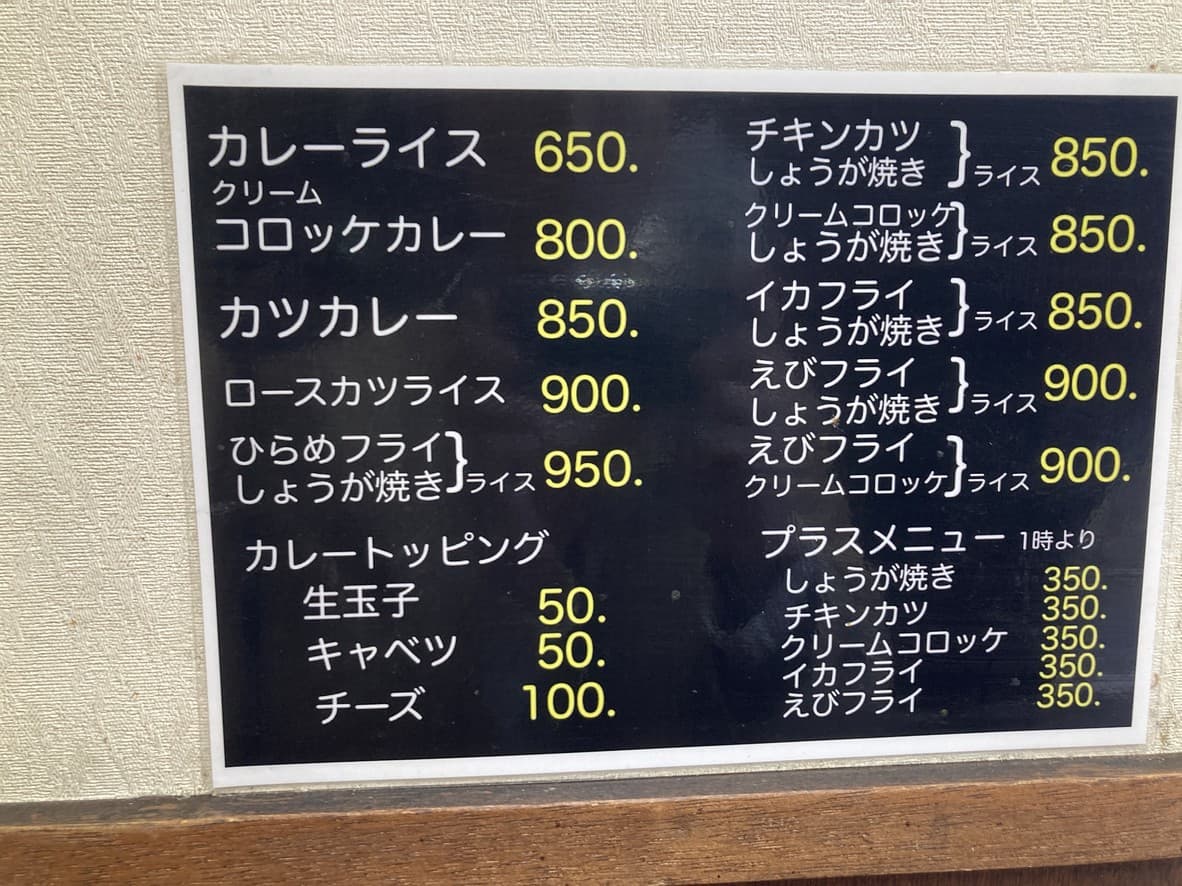 カレーライス 650.
クリーム
コロッケカレー 800.
カツカレー 850.
ロースカツライス 900.
ひらめフライ
しょうが焼き}ライス 950.
カレートッピング
生玉子 50.
キャベツ 50.
チーズ 100.
チキンカツ
しょうが焼き}ライス 850.
クリームコロッケ
しょうが焼き}ライス 850.
イカフライ
しょうが焼き}ライス 850.
えびフライ
しょうが焼き}ライス 900.
えびフライ
クリームコロッケ}ライス 900.
プラスメニュー 1時より
しょうが焼き 350.
チキンカツ 350.
クリームコロッケ 350.
イカフライ 350.
えびフライ 350.